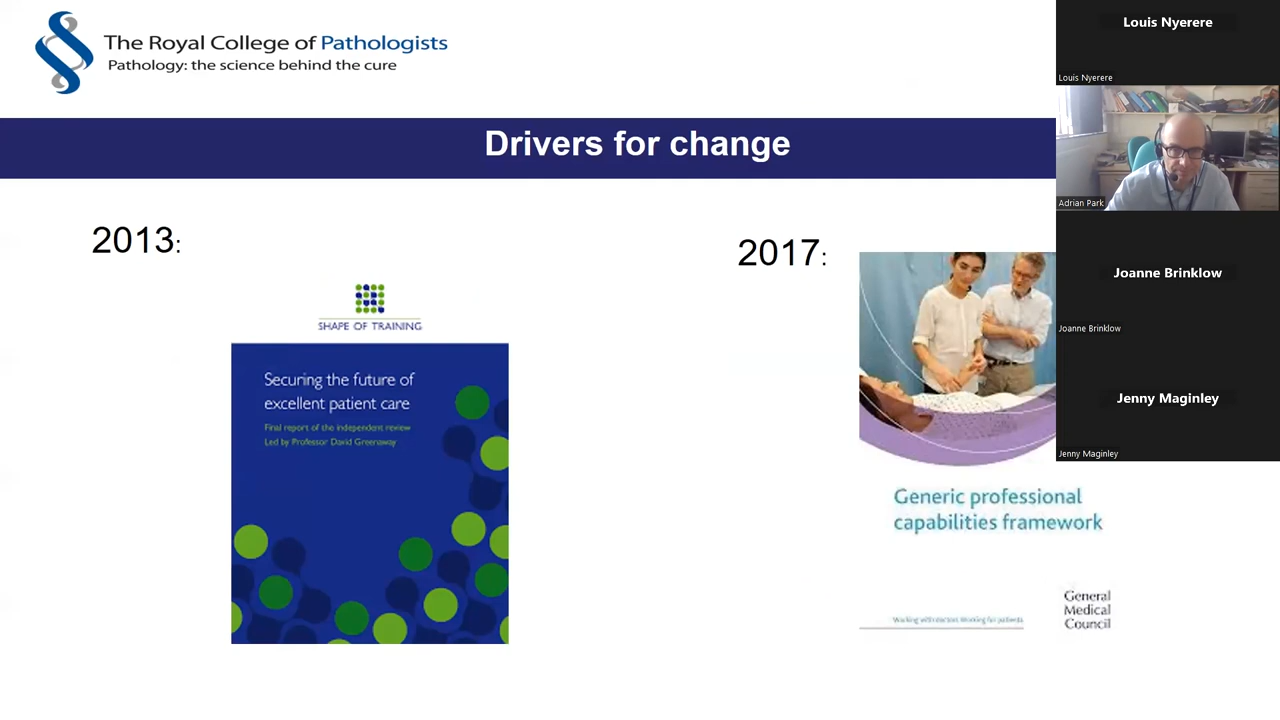 The Royal College of Pathologists
Pathology: the science behind the cure
Drivers for change
2013:
SHAPE OF TRAINING
Securing the future of
excellent patient care
Final report of the independent review
Led by Professor David Greenaway
2017:
Generic professional
capabilities framework
Working with doctors Working for patients
General
Medical
Council
Louis Nyerere
Louis Nyerere
Adrian Park
Joanne Brinklow
Joanne Brinklow
Jenny Maginley
Jenny Maginley